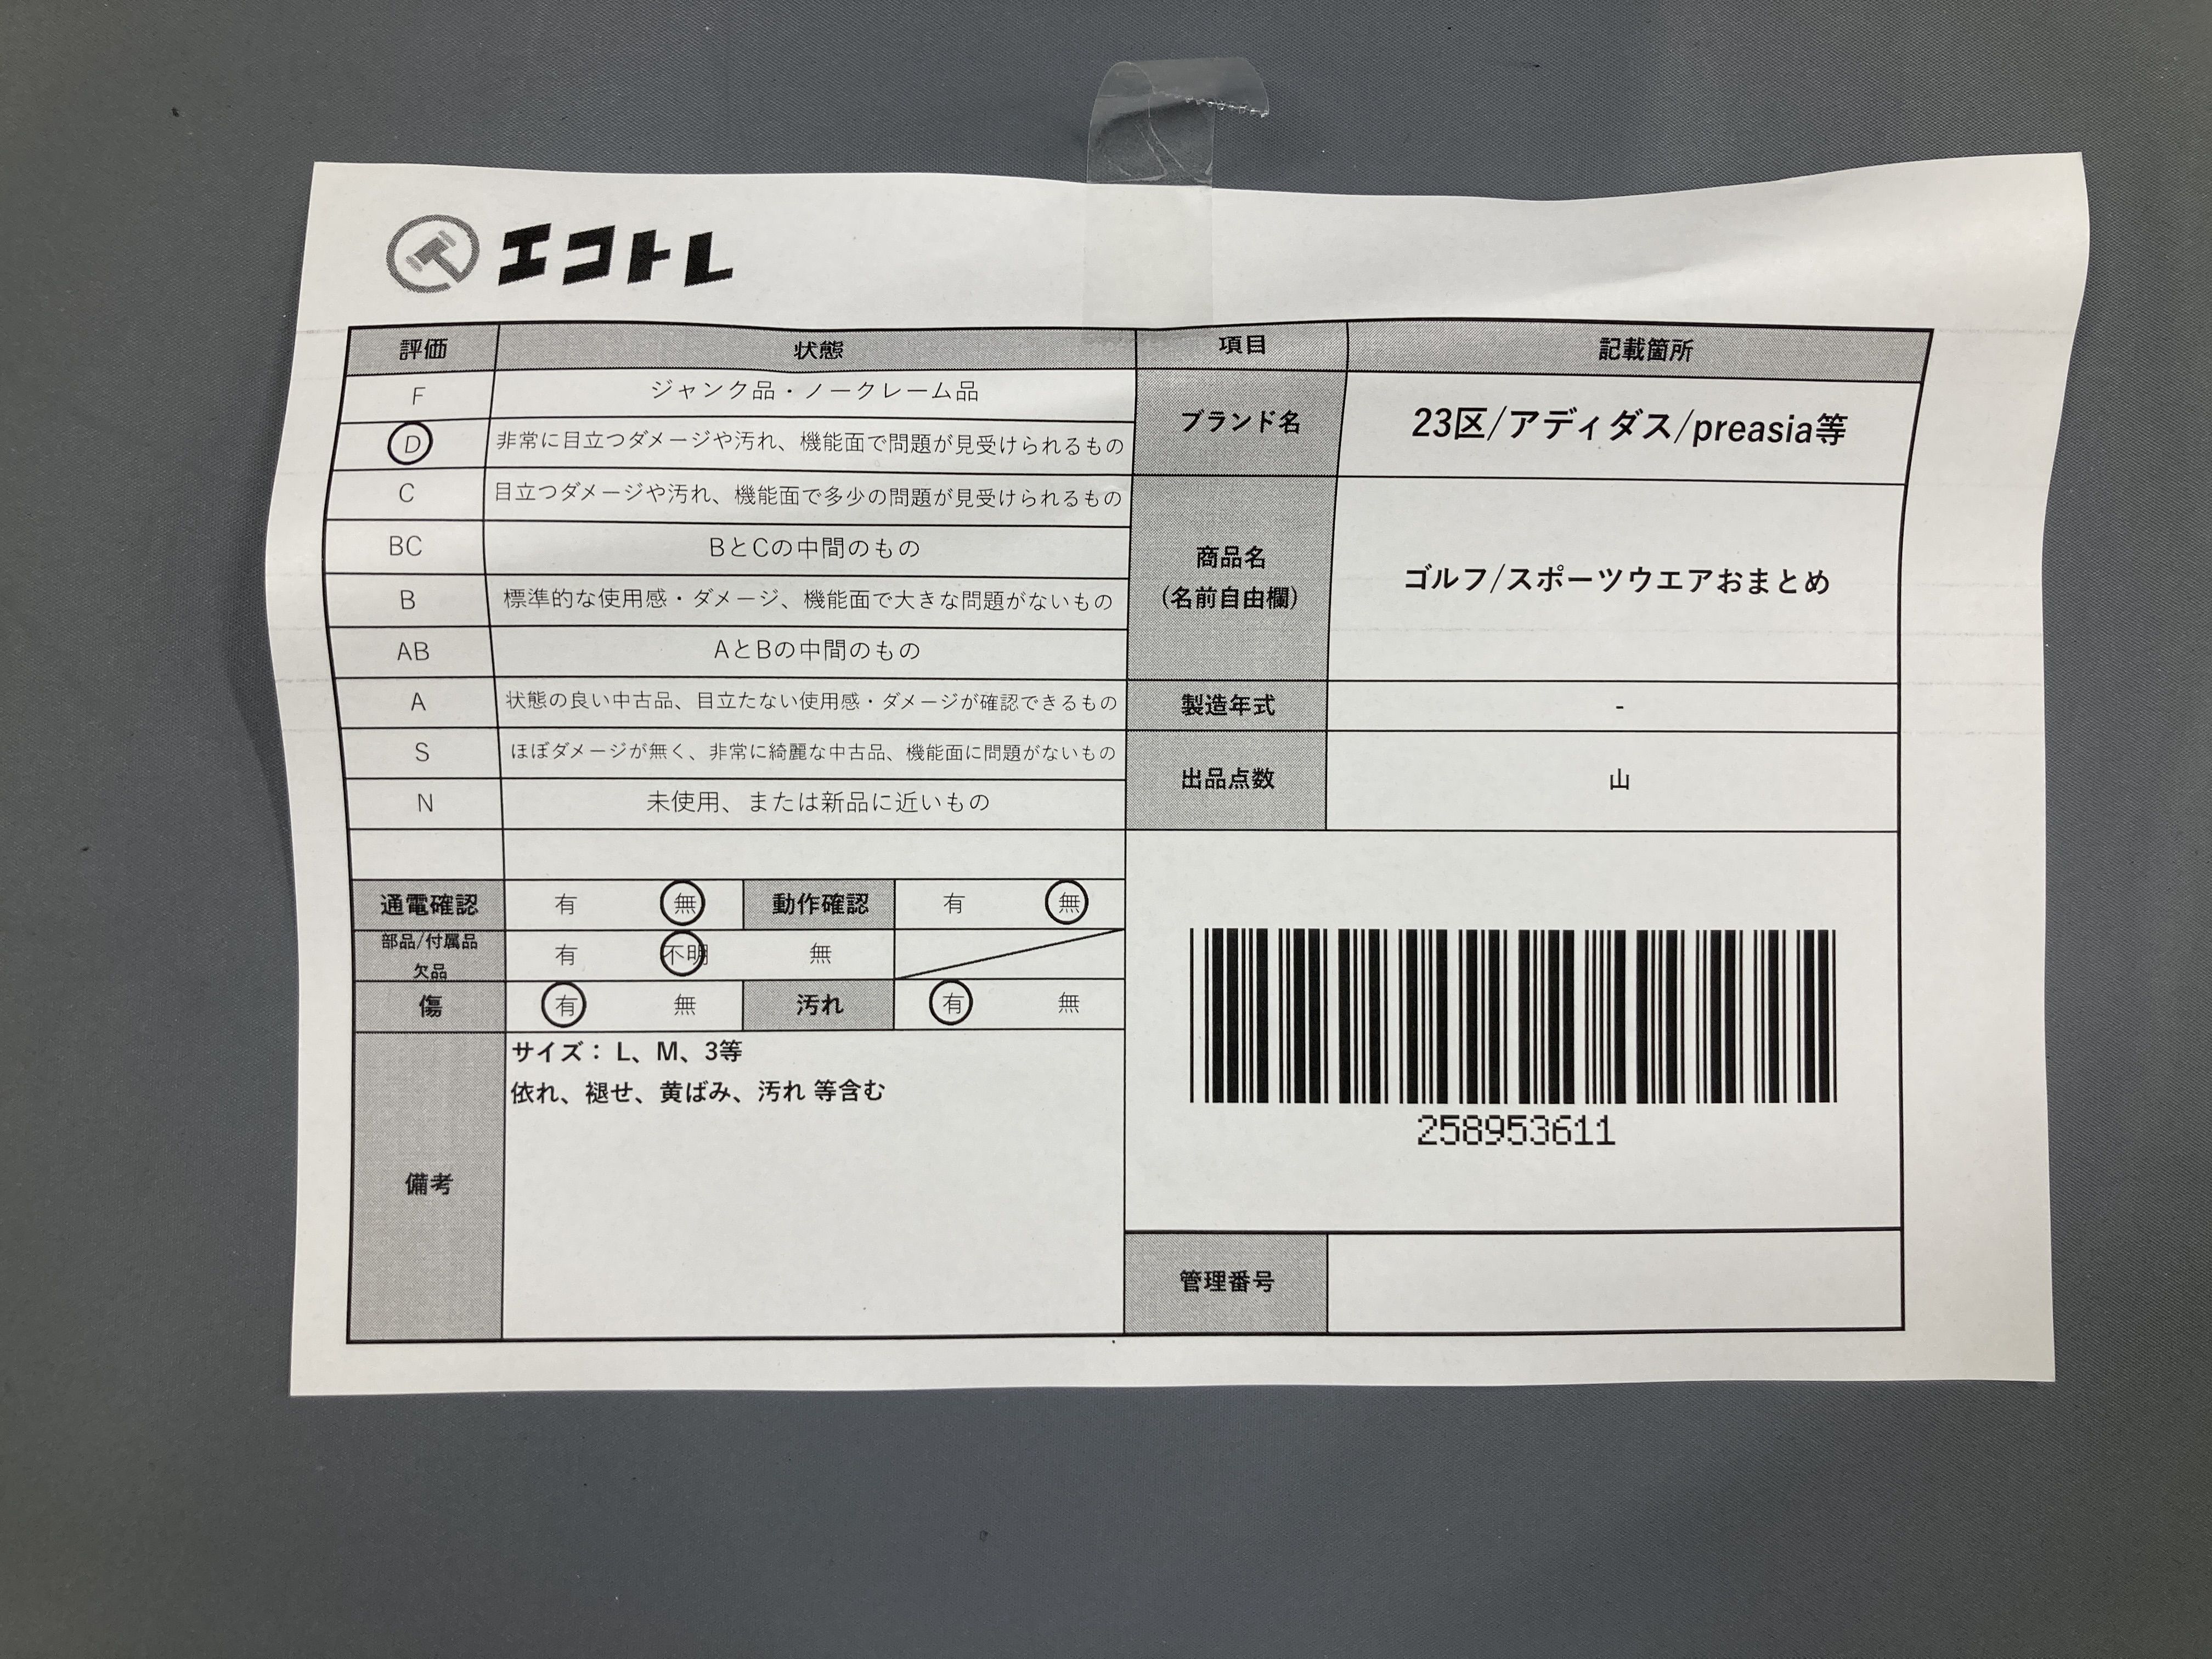 エコトレ
評価 状態 項目 記載箇所
F ジャンク品・ノークレーム品
D 非常に目立つダメージや汚れ、機能面で問題が見受けられるもの
ブランド名 23区/アディダス/preasia等
C 目立つダメージや汚れ、機能面で多少の問題が見受けられるもの
BC BとCの中間のもの
商品名
(名前自由欄)
ゴルフ/スポーツウエアおまとめ
B 標準的な使用感・ダメージ、機能面で大きな問題がないもの
AB AとBの中間のもの
A 状態の良い中古品、目立たない使用感・ダメージが確認できるもの
製造年式 -
S ほぼダメージが無く、非常に綺麗な中古品、機能面に問題がないもの
出品点数 山
N 未使用、または新品に近いもの
通電確認 有 無 動作確認 有 無
部品/付属品
欠品
有 不明 無
傷 有 無 汚れ 有 無
備考
サイズ： L、M、3等
依れ、褪せ、黄ばみ、汚れ 等含む
258953611
管理番号